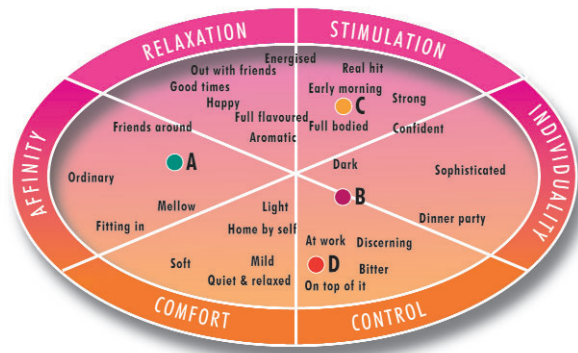 RELAXATION
STIMULATION
Energised
Out with friends
Real hit
Good times
Early morning
Happy
Strong
C
Full flavoured
Full bodied
Friends around
Confident
Aromatic
AFFINITY
INDIVIDUALITY
A
Dark
Ordinary
Sophisticated
B
Mellow
Light
Fitting in
Dinner party
Home by self
At work
Discerning
Soft
Mild
D
Bitter
Quiet & relaxed
On top of it
COMFORT
CONTROL